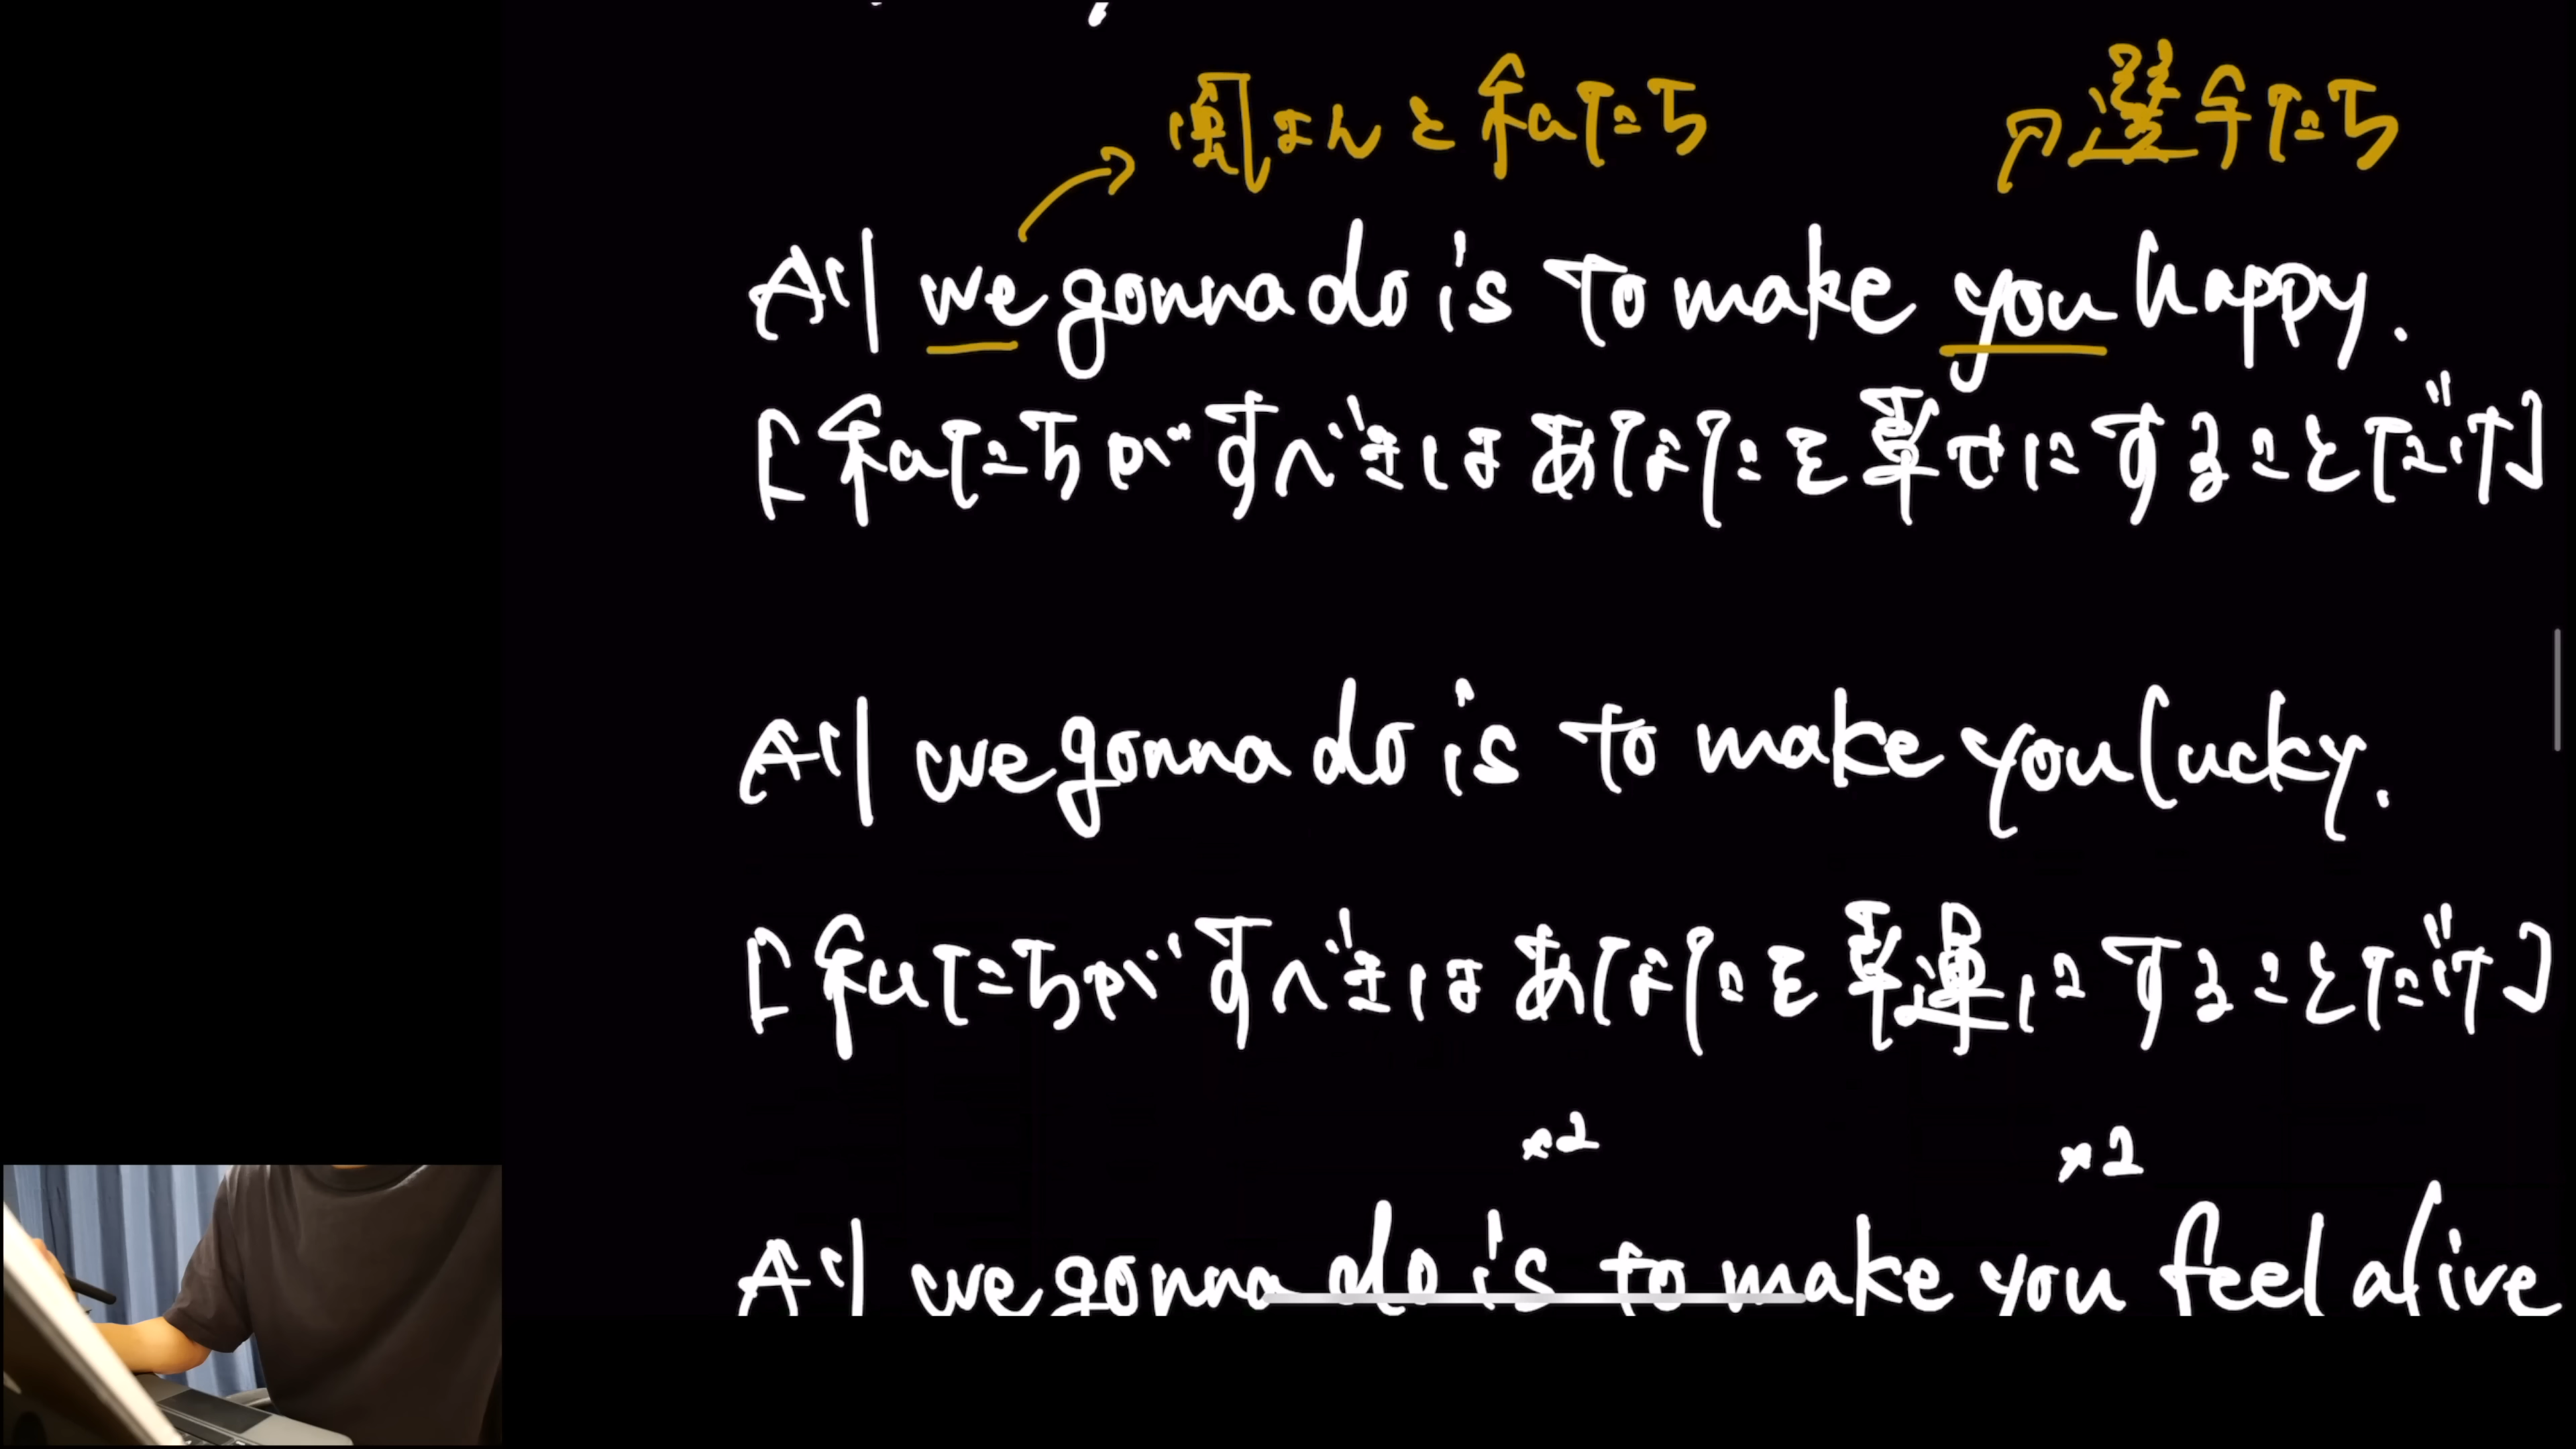 凰まんと私たち
選手たち
All we gonna do is to make you happy.
[私たちがすべきはあなたを幸せにすることだけ]
All we gonna do is to make you lucky.
[私たちがすべきはあなたを幸運にすることだけ]
×2 ×2
All we gonna do is to make you feel alive